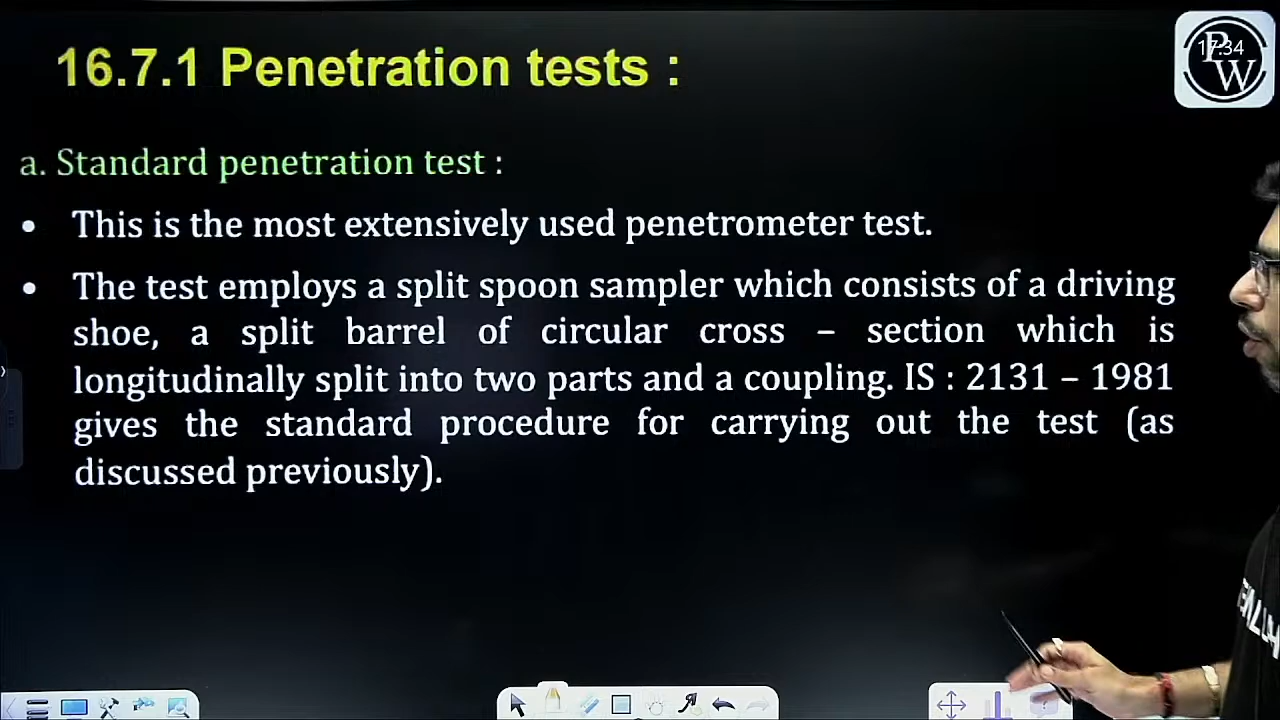 16.7.1 Penetration tests :
17:34
PW
a. Standard penetration test :
• This is the most extensively used penetrometer test.
• The test employs a split spoon sampler which consists of a driving
shoe, a split barrel of circular cross – section which is
longitudinally split into two parts and a coupling. IS : 2131 – 1981
gives the standard procedure for carrying out the test (as
discussed previously).